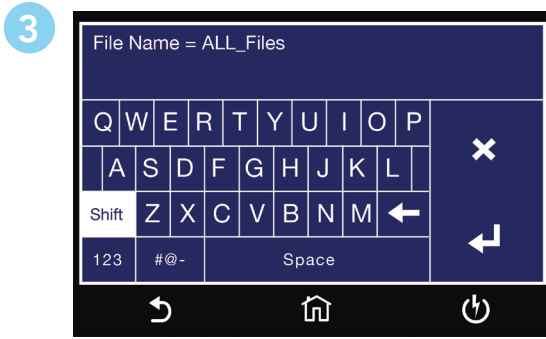 3
File Name = ALL_Files
Q W E R T Y U I O P
A S D F G H J K L
Shift Z X C V B N M
123 #@- Space